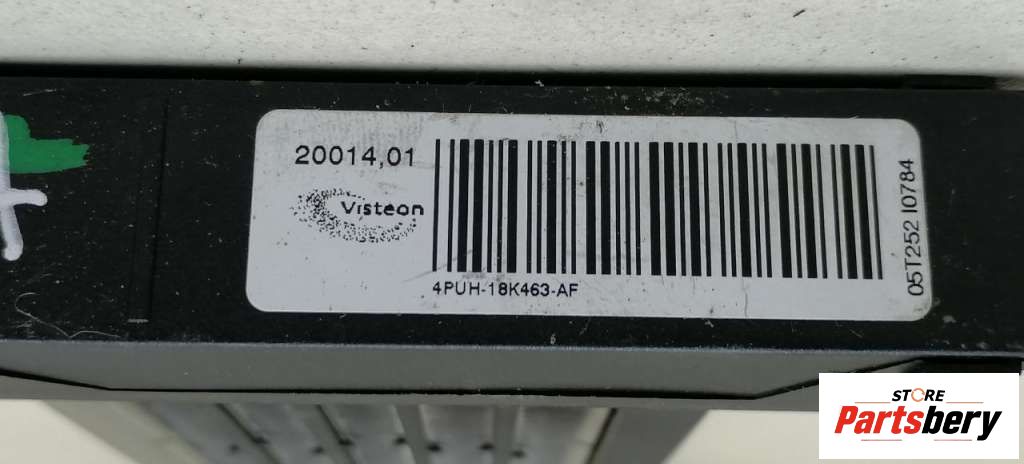 20014,01
Visteon
4PUH-18K463-AF
05T252 I0784
STORE
Partsbery